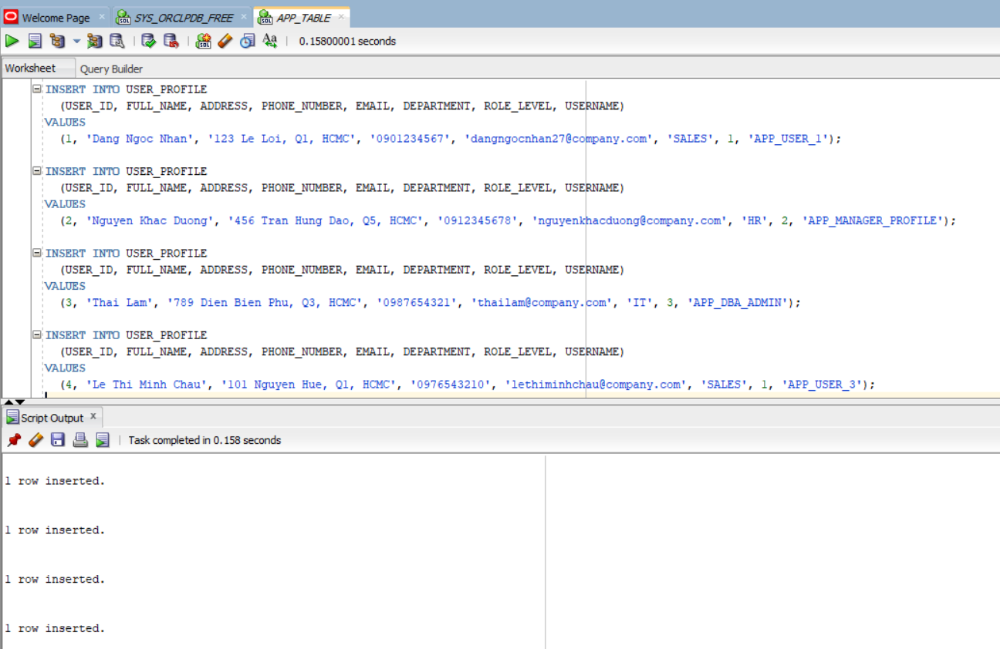 Welcome Page SYS_ORCLPDB_FREE APP_TABLE
0.15800001 seconds
Worksheet Query Builder
INSERT INTO USER_PROFILE
(USER_ID, FULL_NAME, ADDRESS, PHONE_NUMBER, EMAIL, DEPARTMENT, ROLE_LEVEL, USERNAME)
VALUES
(1, 'Dang Ngoc Nhan', '123 Le Loi, Q1, HCMC', '0901234567', 'dangngocnhan27@company.com', 'SALES', 1, 'APP_USER_1');
INSERT INTO USER_PROFILE
(USER_ID, FULL_NAME, ADDRESS, PHONE_NUMBER, EMAIL, DEPARTMENT, ROLE_LEVEL, USERNAME)
VALUES
(2, 'Nguyen Khac Duong', '456 Tran Hung Dao, Q5, HCMC', '0912345678', 'nguyenkhacduong@company.com', 'HR', 2, 'APP_MANAGER_PROFILE');
INSERT INTO USER_PROFILE
(USER_ID, FULL_NAME, ADDRESS, PHONE_NUMBER, EMAIL, DEPARTMENT, ROLE_LEVEL, USERNAME)
VALUES
(3, 'Thai Lam', '789 Dien Bien Phu, Q3, HCMC', '0987654321', 'thailam@company.com', 'IT', 3, 'APP_DBA_ADMIN');
INSERT INTO USER_PROFILE
(USER_ID, FULL_NAME, ADDRESS, PHONE_NUMBER, EMAIL, DEPARTMENT, ROLE_LEVEL, USERNAME)
VALUES
(4, 'Le Thi Minh Chau', '101 Nguyen Hue, Q1, HCMC', '0976543210', 'lethiminhchau@company.com', 'SALES', 1, 'APP_USER_3');
Script Output x
Task completed in 0.158 seconds
1 row inserted.
1 row inserted.
1 row inserted.
1 row inserted.